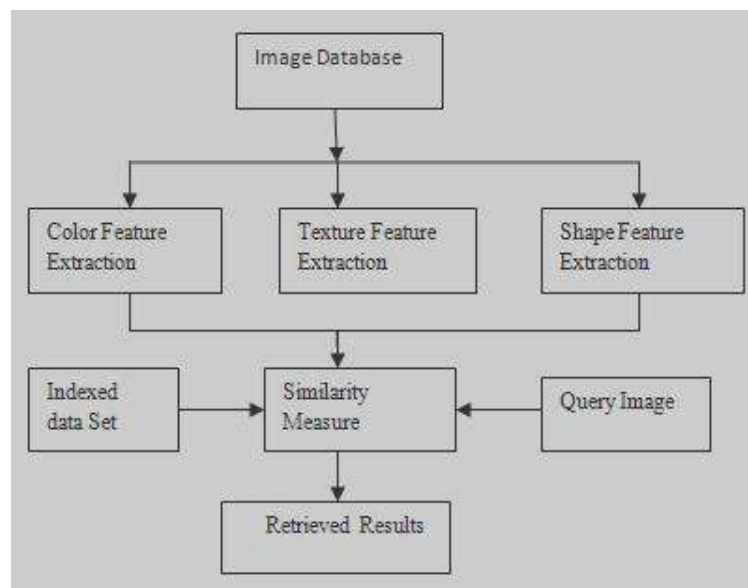 Image Database
Color Feature
Extraction
Texture Feature
Extraction
Shape Feature
Extraction
Indexed
data Set
Similarity
Measure
Query Image
Retrieved Results